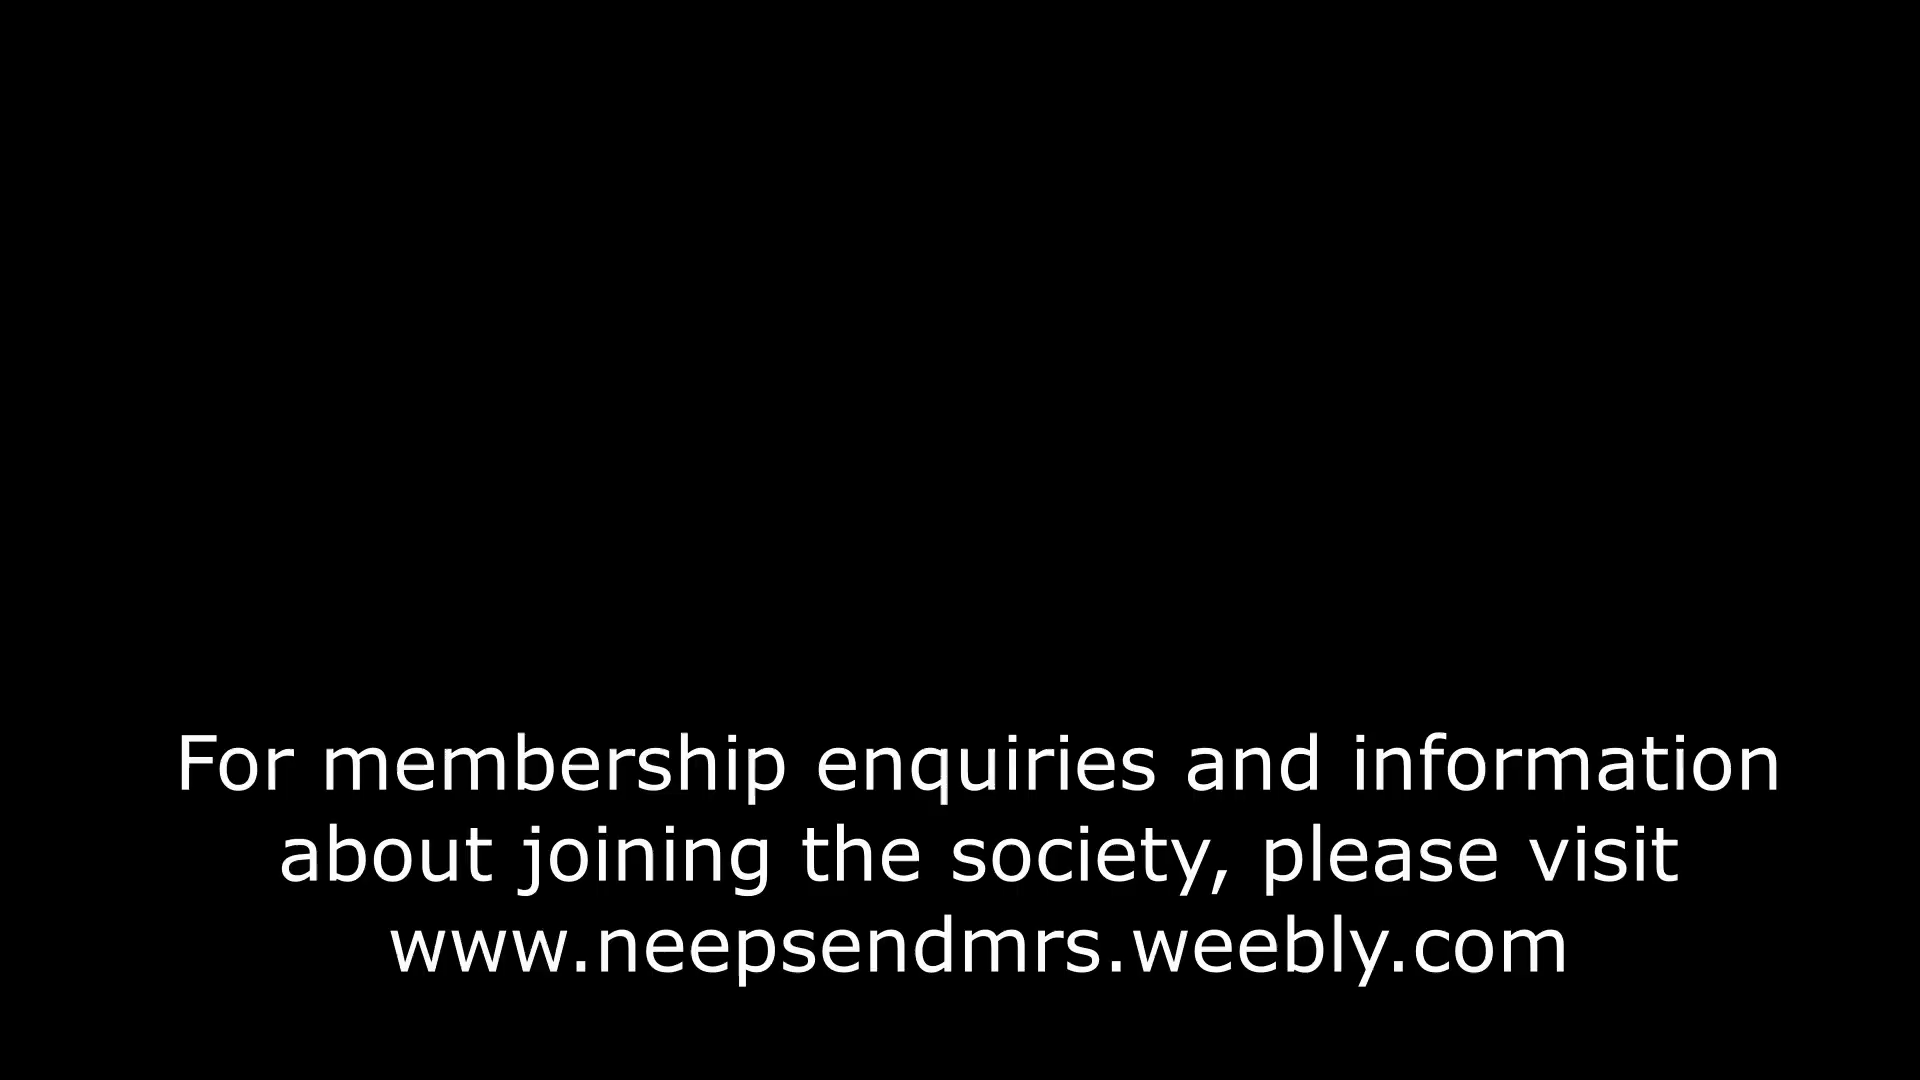 For membership enquiries and information
about joining the society, please visit
www.neepsendmrs.weebly.com